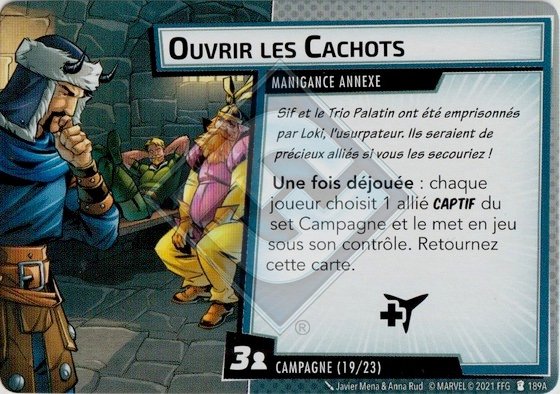 OUVRIR LES CACHOTS
MANIGANCE ANNEXE
Sif et le Trio Palatin ont été emprisonnés
par Loki, l'usurpateur. Ils seraient de
précieux alliés si vous les secouriez !
Une fois déjouée : chaque
joueur choisit 1 allié CAPTIF du
set Campagne et le met en jeu
sous son contrôle. Retournez
cette carte.
®
3
CAMPAGNE (19/23)
Javier Mena & Anna Rud © MARVEL © 2021 FFG 189A